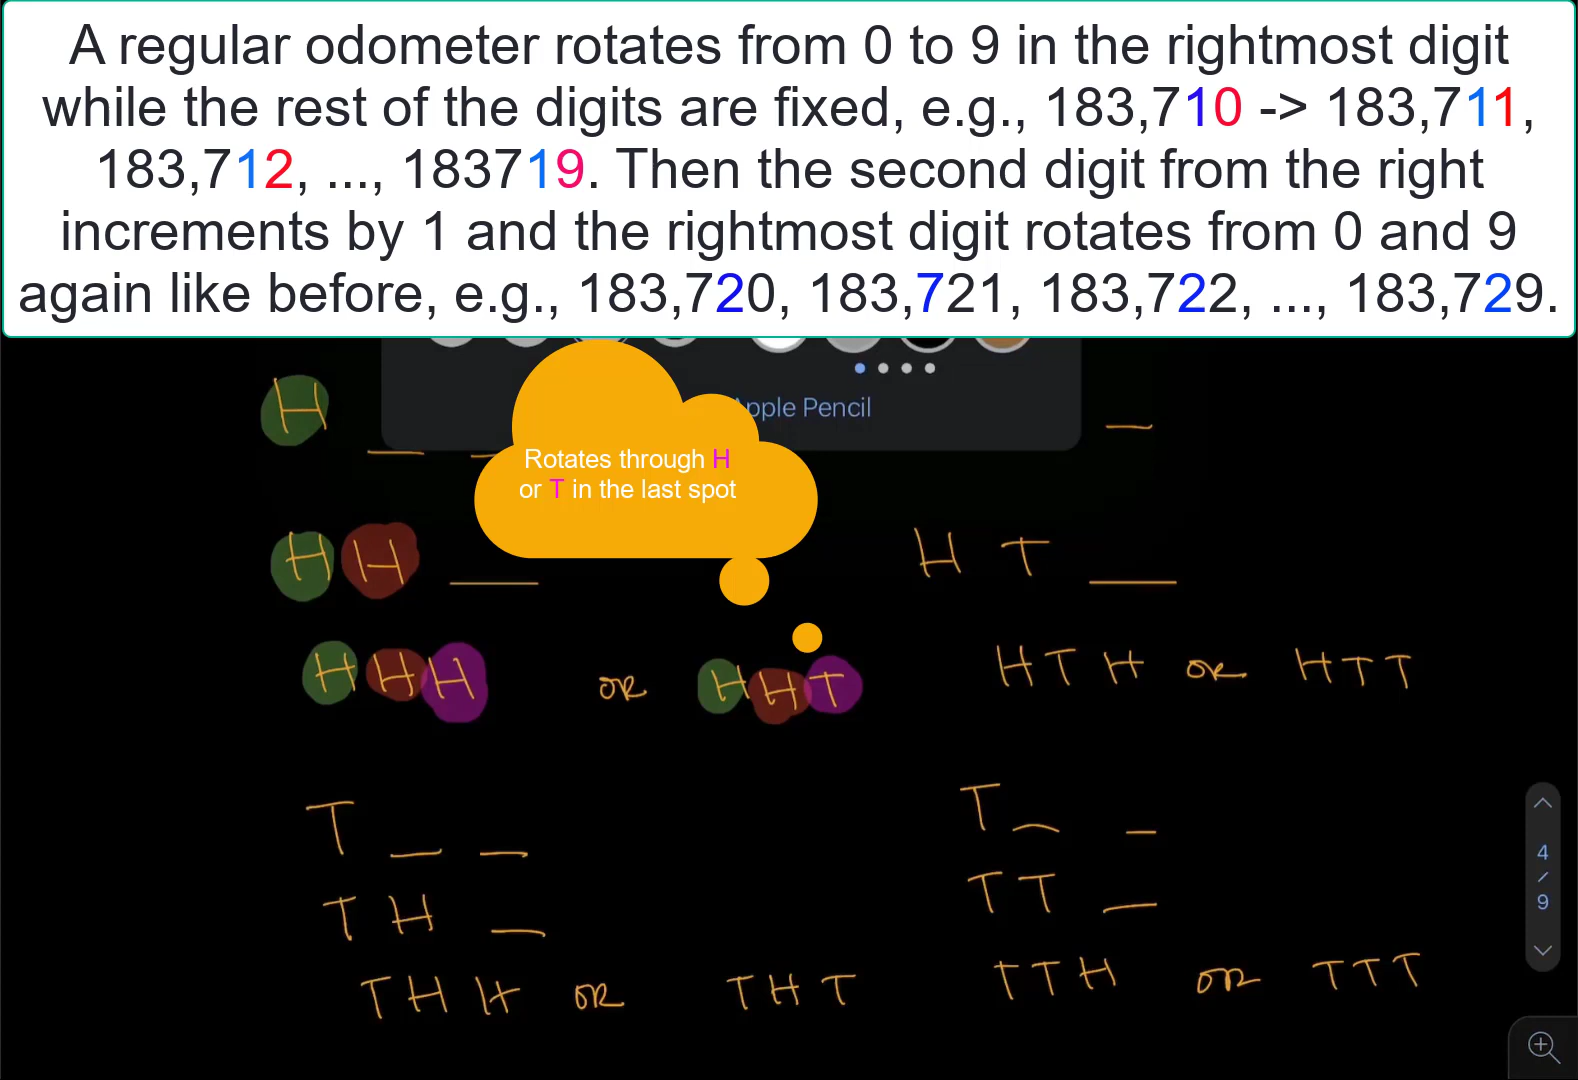 A regular odometer rotates from 0 to 9 in the rightmost digit
while the rest of the digits are fixed, e.g., 183,710 -> 183,711,
183,712, ..., 183719. Then the second digit from the right
increments by 1 and the rightmost digit rotates from 0 and 9
again like before, e.g., 183,720, 183,721, 183,722, ..., 183,729.
Apple Pencil
H _ _ _
Rotates through H
or T in the last spot
H H _ H T _
H H H OR H H T H T H OR H T T
T _ _ T _ _
T H _ T T _
T H H OR T H T T T H OR T T T
4
/
9